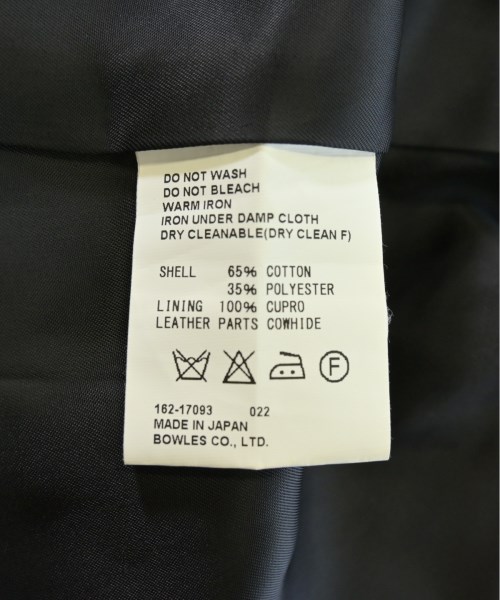 DO NOT WASH
DO NOT BLEACH
WARM IRON
IRON UNDER DAMP CLOTH
DRY CLEANABLE(DRY CLEAN F)
SHELL 65% COTTON
35% POLYESTER
LINING 100% CUPRO
LEATHER PARTS COWHIDE
F
162-17093 022
MADE IN JAPAN
BOWLES CO., LTD.